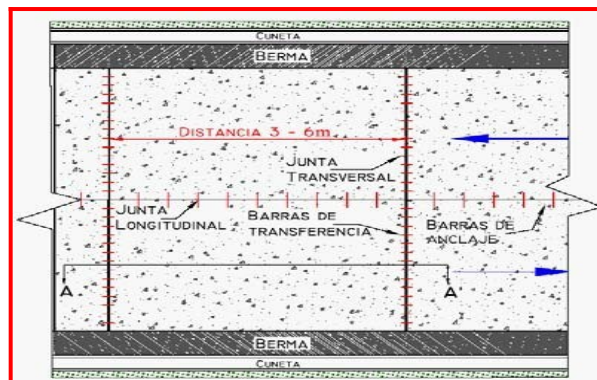 CUNETA
BERMA
DISTANCIA 3 - 6m
JUNTA
TRANSVERSAL
JUNTA
LONGITUDINAL
BARRAS DE
TRANSFERENCIA
BARRAS DE
ANCLAJE
A
A
BERMA
CUNETA